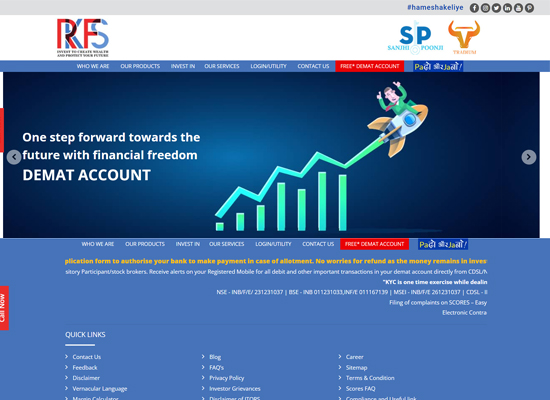 #hameshakeliye
RKFS
INVEST TO CREATE WEALTH
AND PROTECT YOUR FUTURE
SP
SANDHI POONJI
TRADIUM
WHO WE ARE OUR PRODUCTS INVEST IN OUR SERVICES LOGIN/UTILITY CONTACT US FREE* DEMAT ACCOUNT Paढ़ो औरJaनो!
One step forward towards the
future with financial freedom
DEMAT ACCOUNT
WHO WE ARE OUR PRODUCTS INVEST IN OUR SERVICES LOGIN/UTILITY CONTACT US FREE* DEMAT ACCOUNT Paढ़ो औरJaनो!
plication form to authorise your bank to make payment in case of allotment. No worries for refund as the money remains in inves
sitory Participant/stock brokers. Receive alerts on your Registered Mobile for all debit and other important transactions in your demat account directly from CDSL/N
"KYC is one time exercise while dealin
NSE - INB/F/E/ 231231037 | BSE - INB 011231033,INF/E 011167139 | MSEI - INB/F/E 261231037 | CDSL - II
Filing of complaints on SCORES – Easy
Electronic Contra
Call Now
QUICK LINKS
Contact Us Blog Career
Feedback FAQ's Sitemap
Disclaimer Privacy Policy Terms & Condition
Vernacular Language Investor Grievances Scores FAQ
Margin Calculator Disclaimer of ITORS Compliance and Useful link